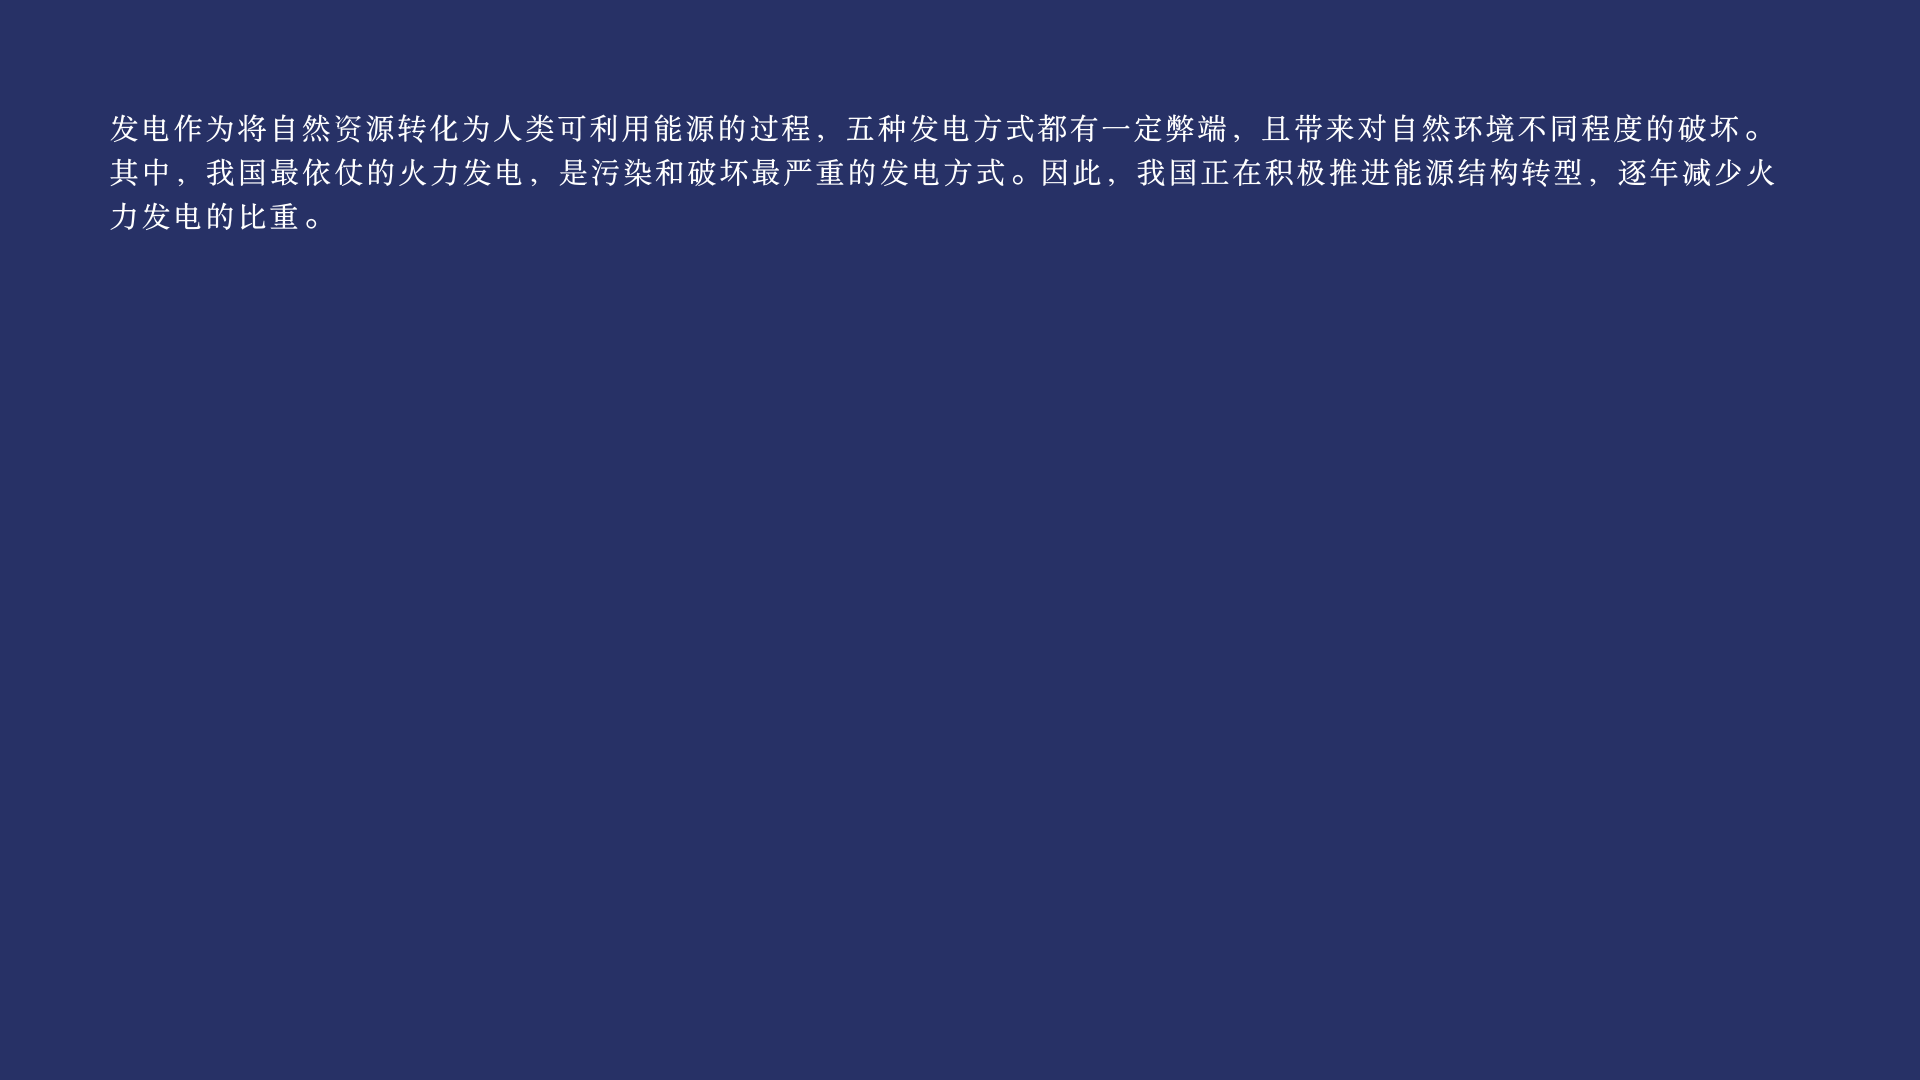 发电作为将自然资源转化为人类可利用能源的过程，五种发电方式都有一定弊端，且带来对自然环境不同程度的破坏。
其中，我国最依仗的火力发电，是污染和破坏最严重的发电方式。因此，我国正在积极推进能源结构转型，逐年减少火
力发电的比重。